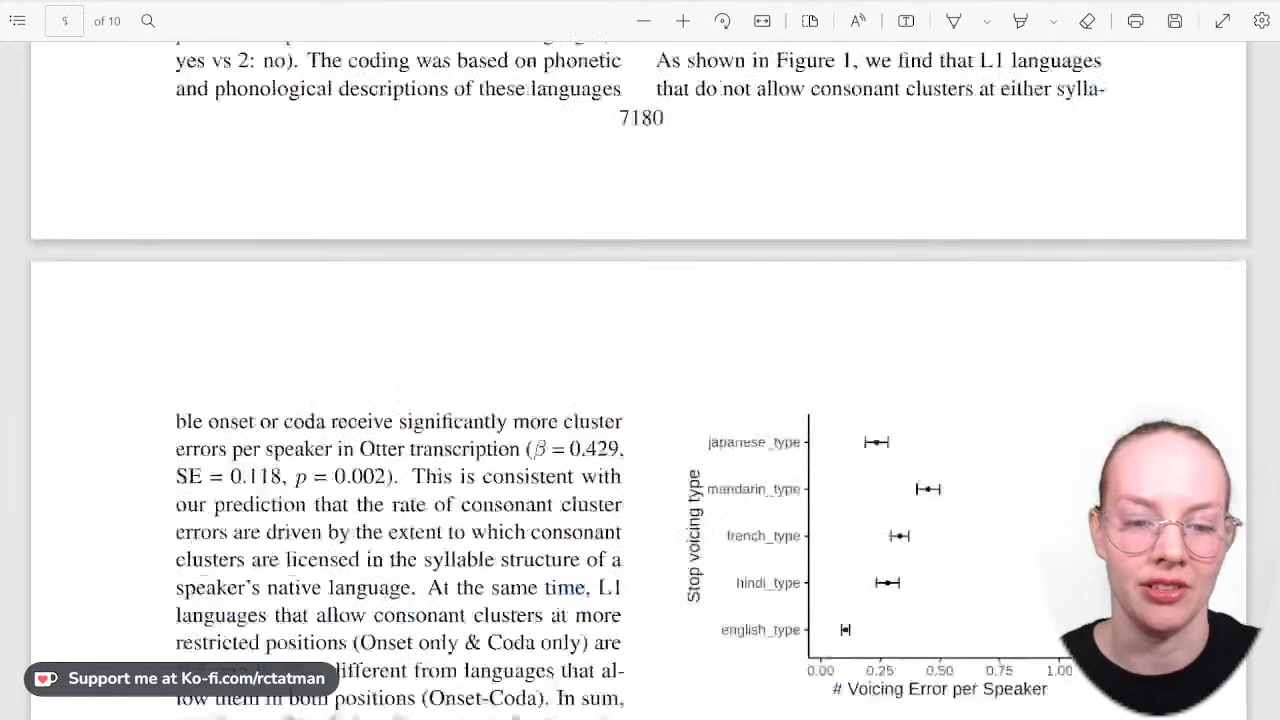 5
of 10
yes vs 2: no). The coding was based on phonetic
and phonological descriptions of these languages
As shown in Figure 1, we find that L1 languages
that do not allow consonant clusters at either sylla-
7180
ble onset or coda receive significantly more cluster
errors per speaker in Otter transcription (β = 0.429,
SE = 0.118, p = 0.002). This is consistent with
our prediction that the rate of consonant cluster
errors are driven by the extent to which consonant
clusters are licensed in the syllable structure of a
speaker's native language. At the same time, L1
languages that allow consonant clusters at more
restricted positions (Onset only & Coda only) are
different from languages that al-
low them in both positions (Onset-Coda). In sum,
Stop voicing type
japanese_type
mandarin_type
french_type
hindi_type
english_type
0.00 0.25 0.50 0.75 1.00
# Voicing Error per Speaker
Support me at Ko-fi.com/rctatman